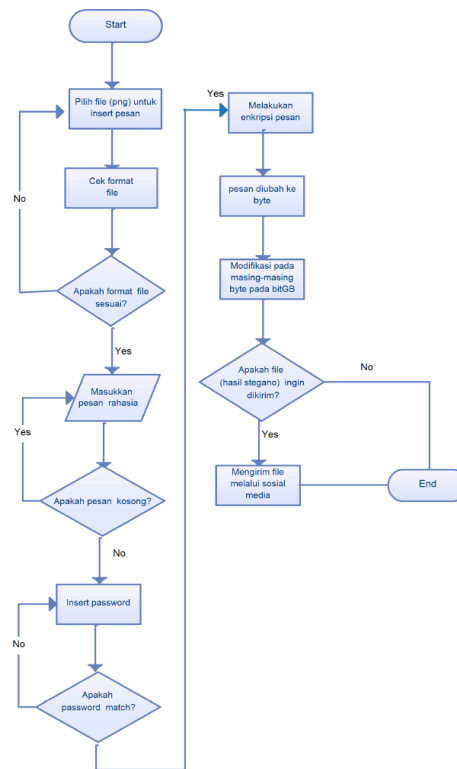 Start
Pilih file (png) untuk
insert pesan
Cek format
file
No
Apakah format file
sesuai?
Yes
Masukkan
pesan rahasia
Yes
Apakah pesan kosong?
No
Insert password
No
Apakah
password match?
Yes
Melakukan
enkripsi pesan
pesan diubah ke
byte
Modifikasi pada
masing-masing
byte pada bitGB
Apakah file
(hasil stegano) ingin
dikirim?
No
Yes
Mengirim file
melalui sosial
media
End